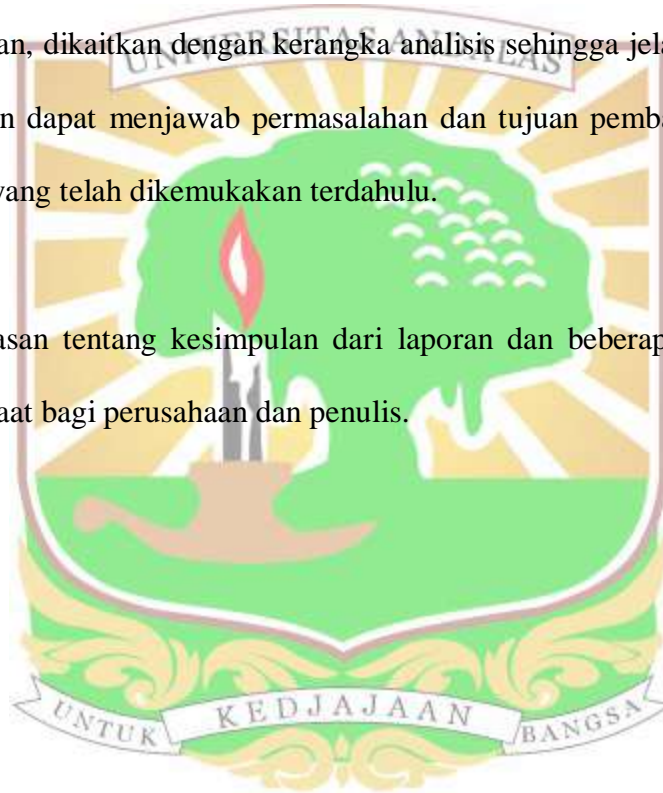 an, dikaitkan dengan kerangka analisis sehingga jela
UNIVERSITAS ANDALAS
n dapat menjawab permasalahan dan tujuan pemba
yang telah dikemukakan terdahulu.
asan tentang kesimpulan dari laporan dan beberap
aat bagi perusahaan dan penulis.
UNTUK KEDJAJAAN BANGSA